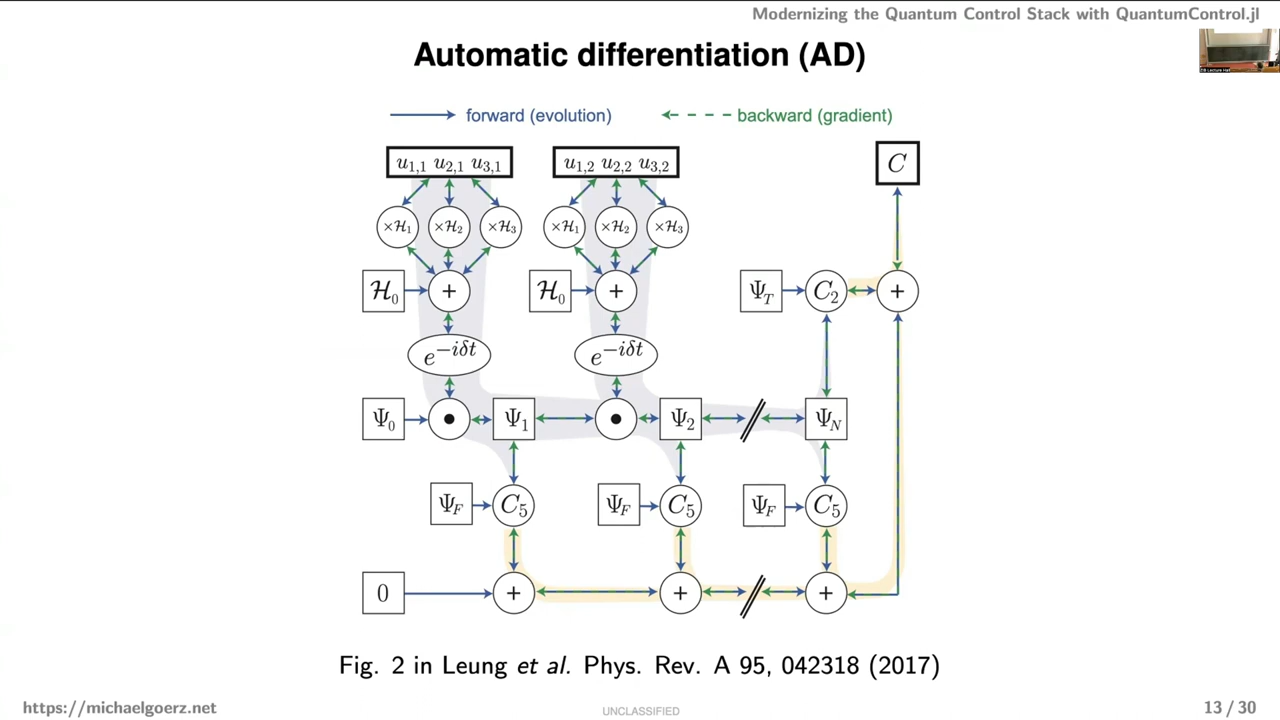 Modernizing the Quantum Control Stack with QuantumControl.jl
Automatic differentiation (AD)
forward (evolution) backward (gradient)
u1,1 u2,1 u3,1 u1,2 u2,2 u3,2 C
×ℋ1 ×ℋ2 ×ℋ3 ×ℋ1 ×ℋ2 ×ℋ3
ℋ0 + ℋ0 + ΨT C2 +
e^−iδt e^−iδt
Ψ0 • Ψ1 • Ψ2 ΨN
ΨF C5 ΨF C5 ΨF C5
0 + + +
Fig. 2 in Leung et al. Phys. Rev. A 95, 042318 (2017)
https://michaelgoerz.net UNCLASSIFIED 13 / 30